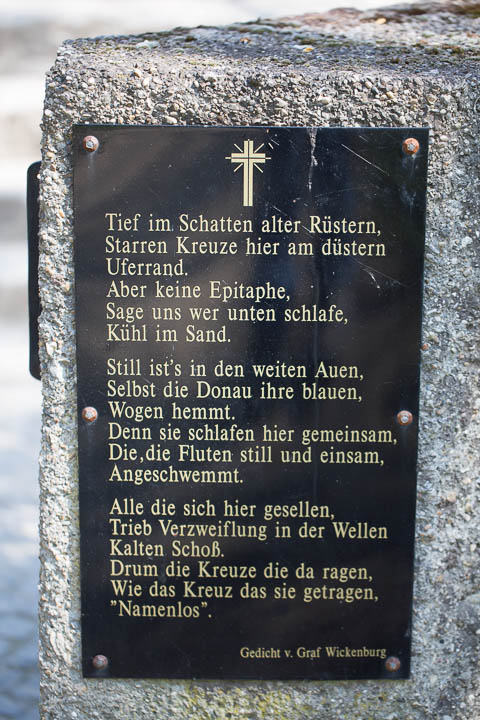 Tief im Schatten alter Rüstern,
Starren Kreuze hier am düstern
Uferrand.
Aber keine Epitaphe,
Sage uns wer unten schlafe,
Kühl im Sand.
Still ist's in den weiten Auen,
Selbst die Donau ihre blauen,
Wogen hemmt.
Denn sie schlafen hier gemeinsam,
Die, die Fluten still und einsam,
Angeschwemmt.
Alle die sich hier gesellen,
Trieb Verzweiflung in der Wellen
Kalten Schoß.
Drum die Kreuze die da ragen,
Wie das Kreuz das sie getragen,
"Namenlos".
Gedicht v. Graf Wickenburg